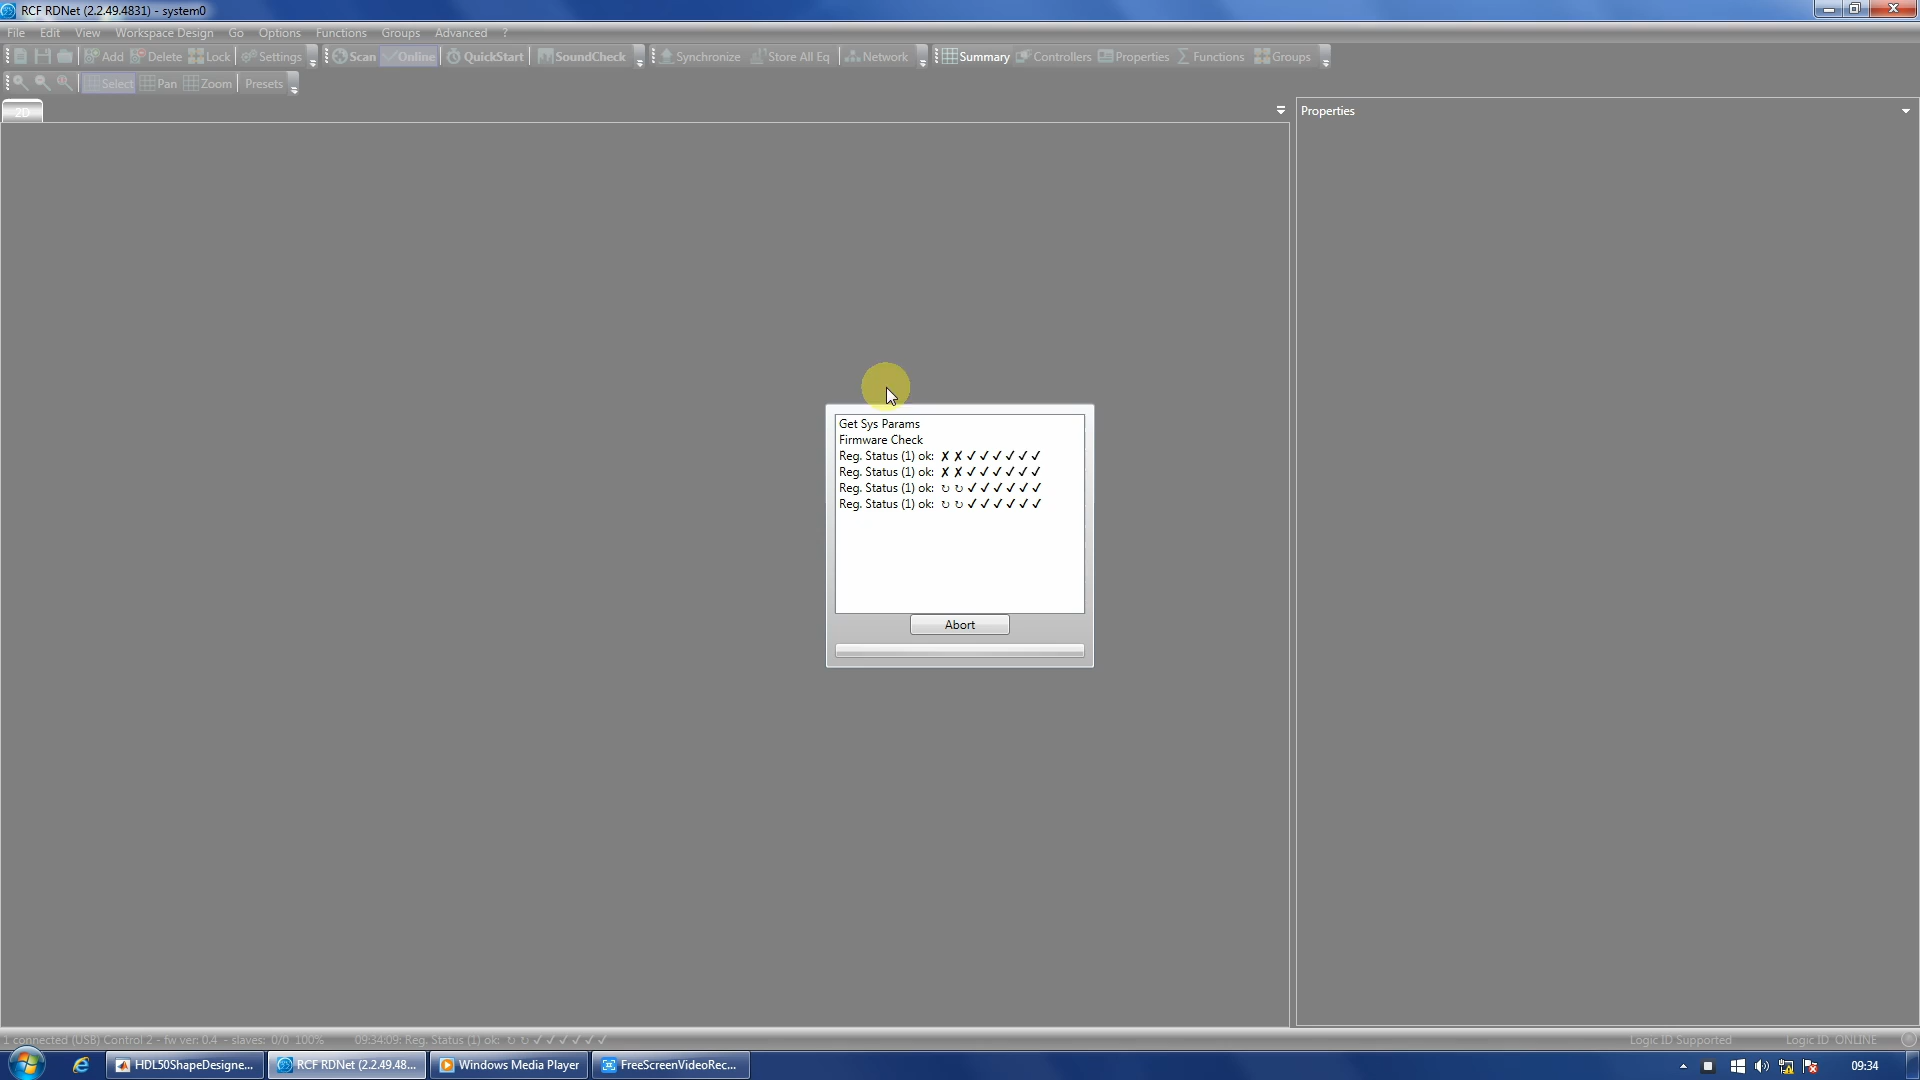 RCF RDNet (2.2.49.4831) - system0
File Edit View Workspace Design Go Options Functions Groups Advanced ?
Add Delete Lock Settings Scan Online QuickStart SoundCheck Synchronize Store All Eq Network Summary Controllers Properties Functions Groups
Select Pan Zoom Presets
2D
Properties
Get Sys Params
Firmware Check
Reg. Status (1) ok: ✗ ✗ ✓ ✓ ✓ ✓ ✓ ✓
Reg. Status (1) ok: ✗ ✗ ✓ ✓ ✓ ✓ ✓ ✓
Reg. Status (1) ok: ↻ ↻ ✓ ✓ ✓ ✓ ✓ ✓
Reg. Status (1) ok: ↻ ↻ ✓ ✓ ✓ ✓ ✓ ✓
Abort
1 connected (USB) Control 2 - fw ver: 0.4 - slaves: 0/0 100% 09:34:09: Reg. Status (1) ok: ↻ ↻ ✓ ✓ ✓ ✓ ✓ ✓ Logic ID Supported Logic ID ONLINE
HDL50ShapeDesigne... RCF RDNet (2.2.49.48... Windows Media Player FreeScreenVideoRec... 09:34